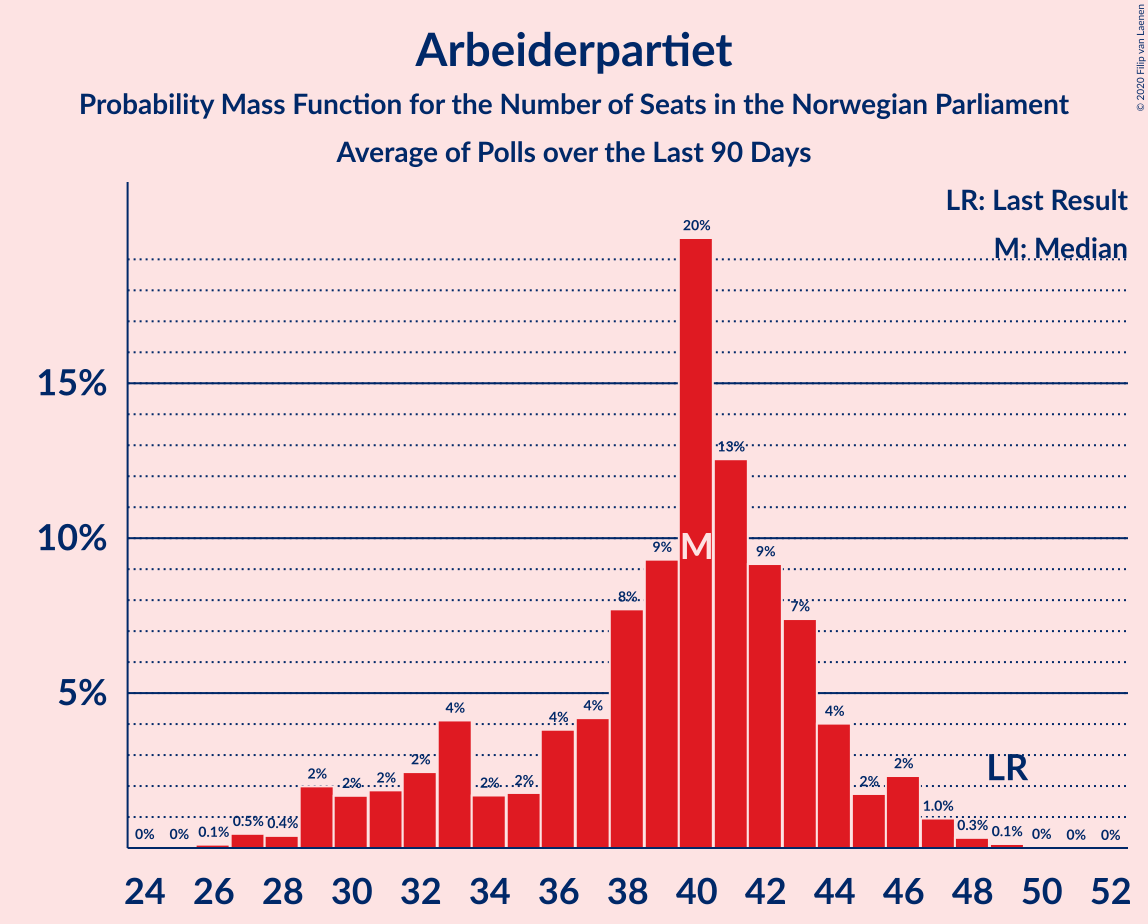 © 2020 Filip van Laenen
Arbeiderpartiet
Probability Mass Function for the Number of Seats in the Norwegian Parliament
Average of Polls over the Last 90 Days
LR: Last Result
M: Median
20%
15%
13%
10%
9% M 9%
8% 7%
5%
4% 4% 4% 4%
LR
2% 2% 2% 2% 2% 2% 2% 2%
0% 0% 0.1% 0.5% 0.4% 1.0% 0.3% 0.1% 0% 0% 0%
24 26 28 30 32 34 36 38 40 42 44 46 48 50 52